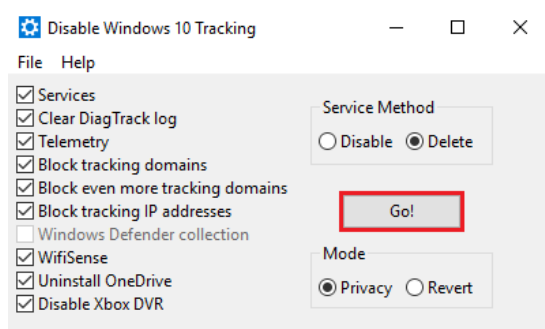 Disable Windows 10 Tracking
File Help
Services
Clear DiagTrack log
Telemetry
Block tracking domains
Block even more tracking domains
Block tracking IP addresses
Windows Defender collection
WifiSense
Uninstall OneDrive
Disable Xbox DVR
Service Method
Disable Delete
Go!
Mode
Privacy Revert